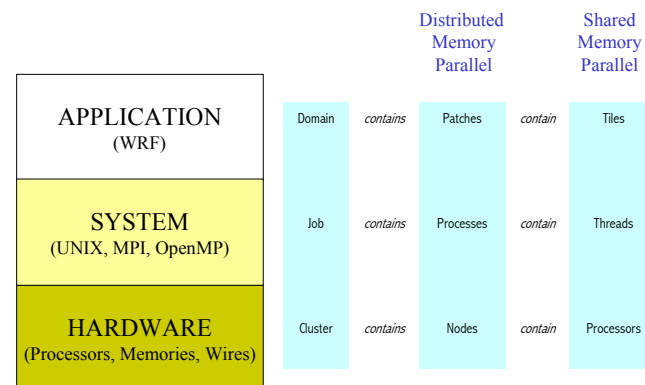 Distributed
Memory
Parallel
Shared
Memory
Parallel
APPLICATION
(WRF)
Domain contains Patches contain Tiles
SYSTEM
(UNIX, MPI, OpenMP)
Job contains Processes contain Threads
HARDWARE
(Processors, Memories, Wires)
Cluster contains Nodes contain Processors